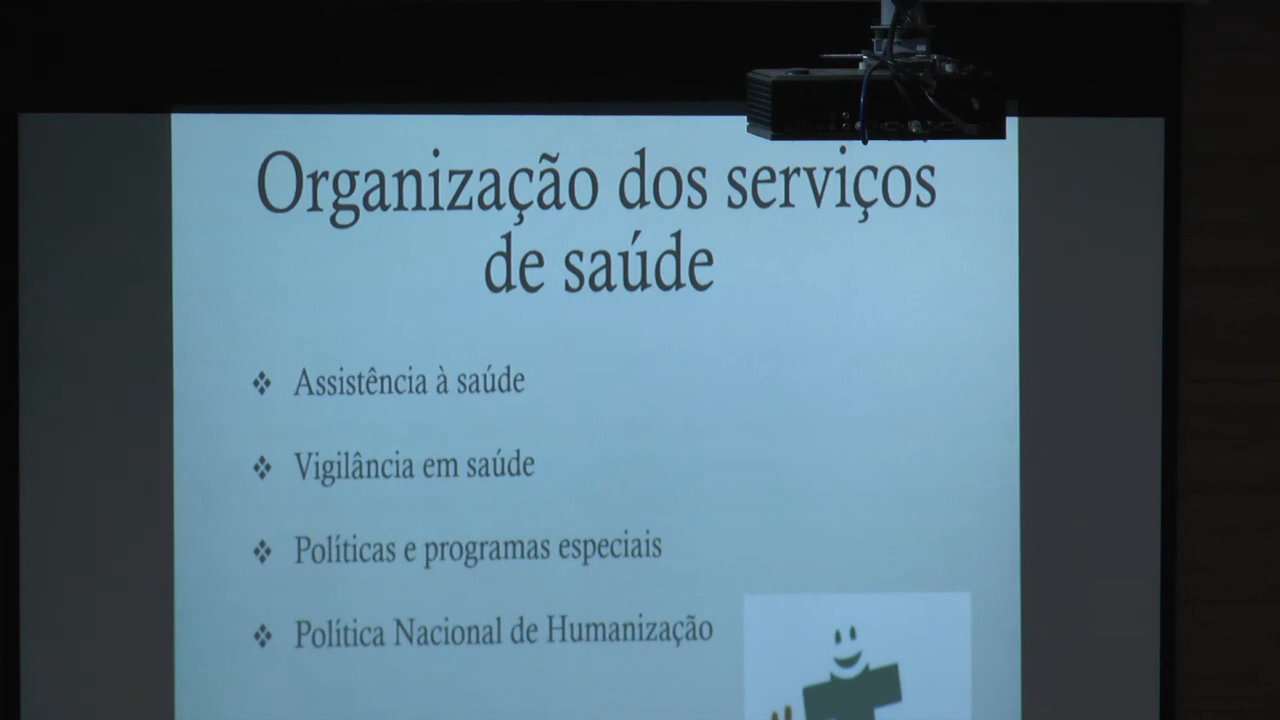 Organização dos serviços
de saúde
Assistência à saúde
Vigilância em saúde
Políticas e programas especiais
Política Nacional de Humanização